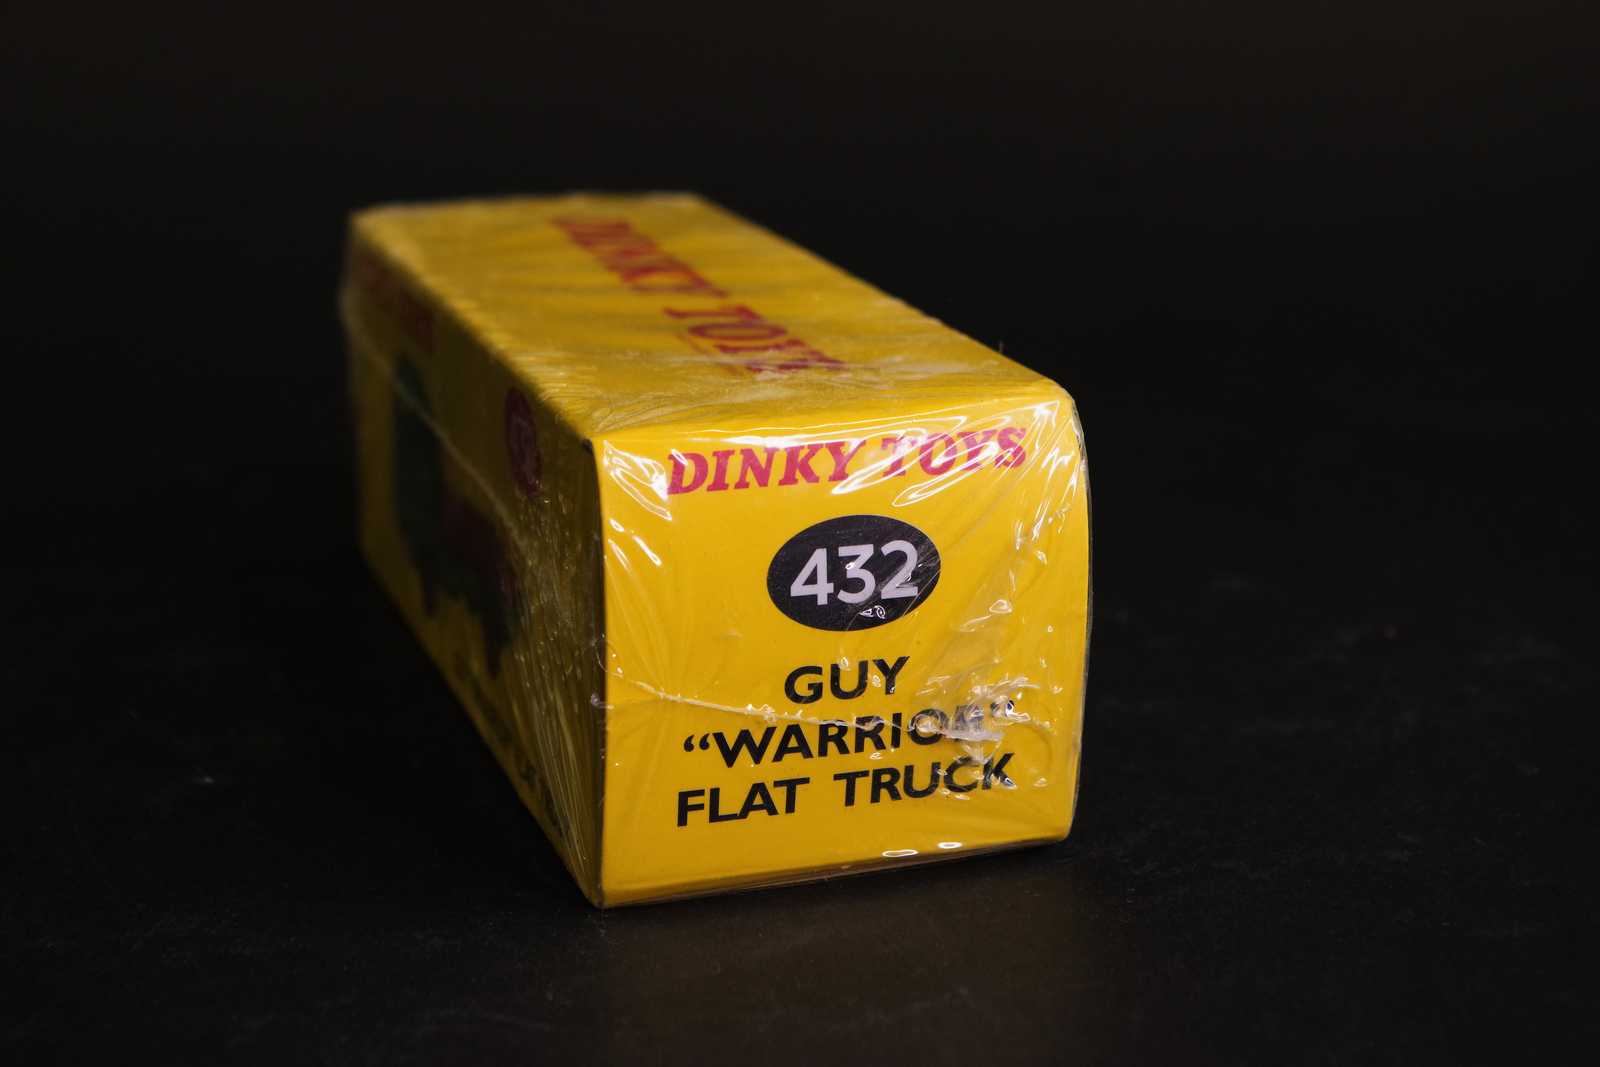 DINKY TOYS
DINKY TOYS
432
GUY
“WARRIOR”
FLAT TRUCK